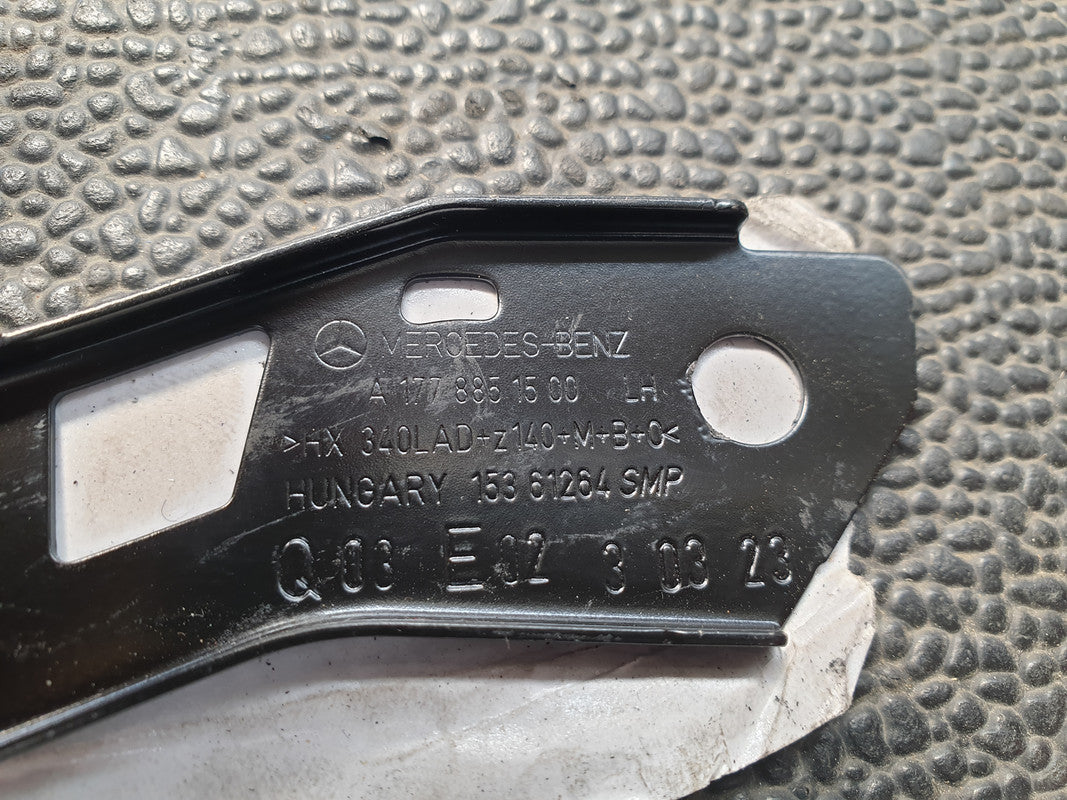 MERCEDES-BENZ
A 177 885 15 00 LH
>HX 340LAD+z140+M+B+C<
HUNGARY 153 61264 SMP
Q 03 E 02 3 03 23